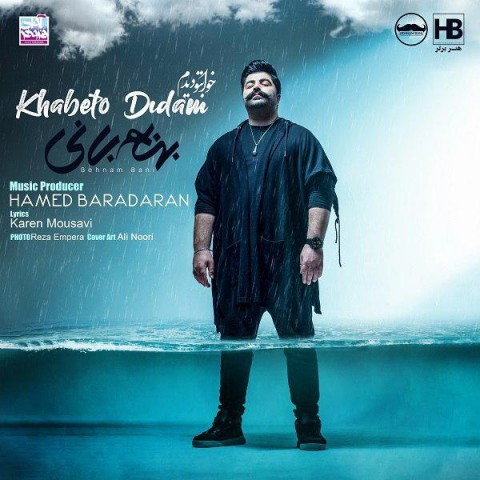 HB
هنر برتر
خوابتو دیدم
Khabeto Didam
بهنام بانی
Behnam Bani
Music Producer
HAMED BARADARAN
Lyrics
Karen Mousavi
PHOTO Reza Empera Cover Art Ali Noori